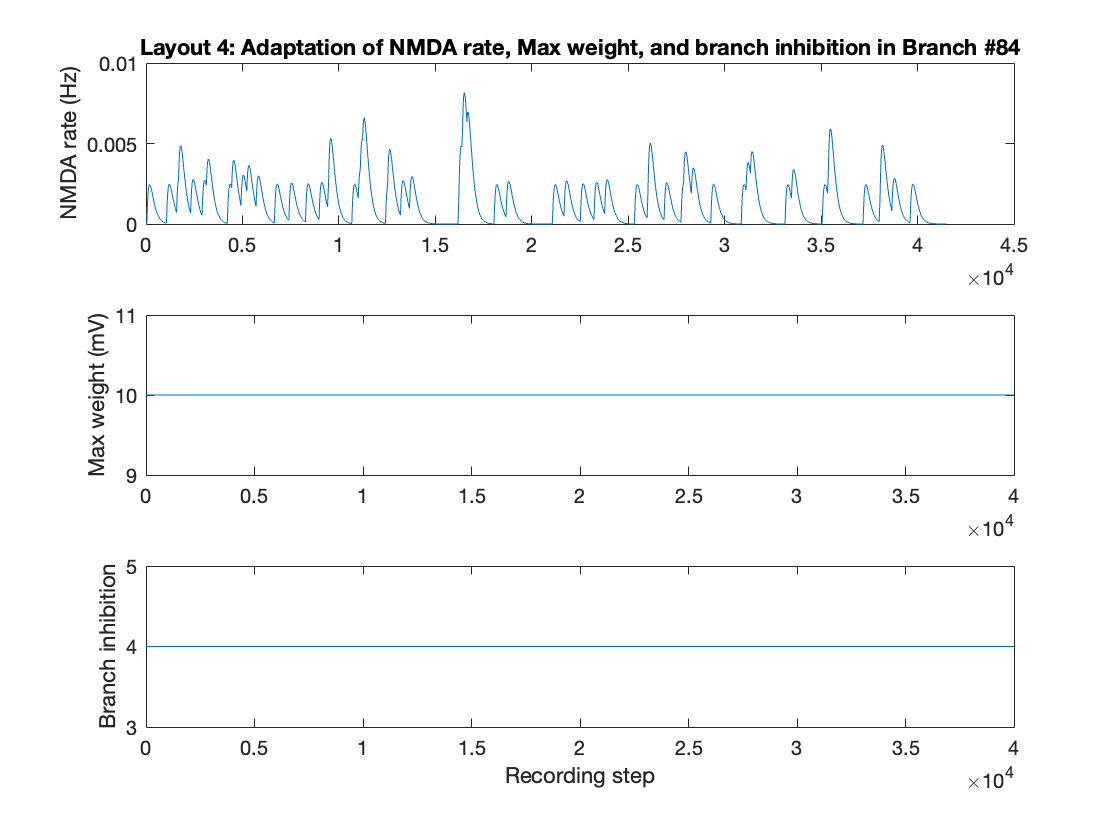 Layout 4: Adaptation of NMDA rate, Max weight, and branch inhibition in Branch #84
NMDA rate (Hz)
0.01
0.005
0
0 0.5 1 1.5 2 2.5 3 3.5 4 4.5
×10^4
Max weight (mV)
11
10
9
0 0.5 1 1.5 2 2.5 3 3.5 4
×10^4
Branch inhibition
5
4
3
0 0.5 1 1.5 2 2.5 3 3.5 4
Recording step
×10^4